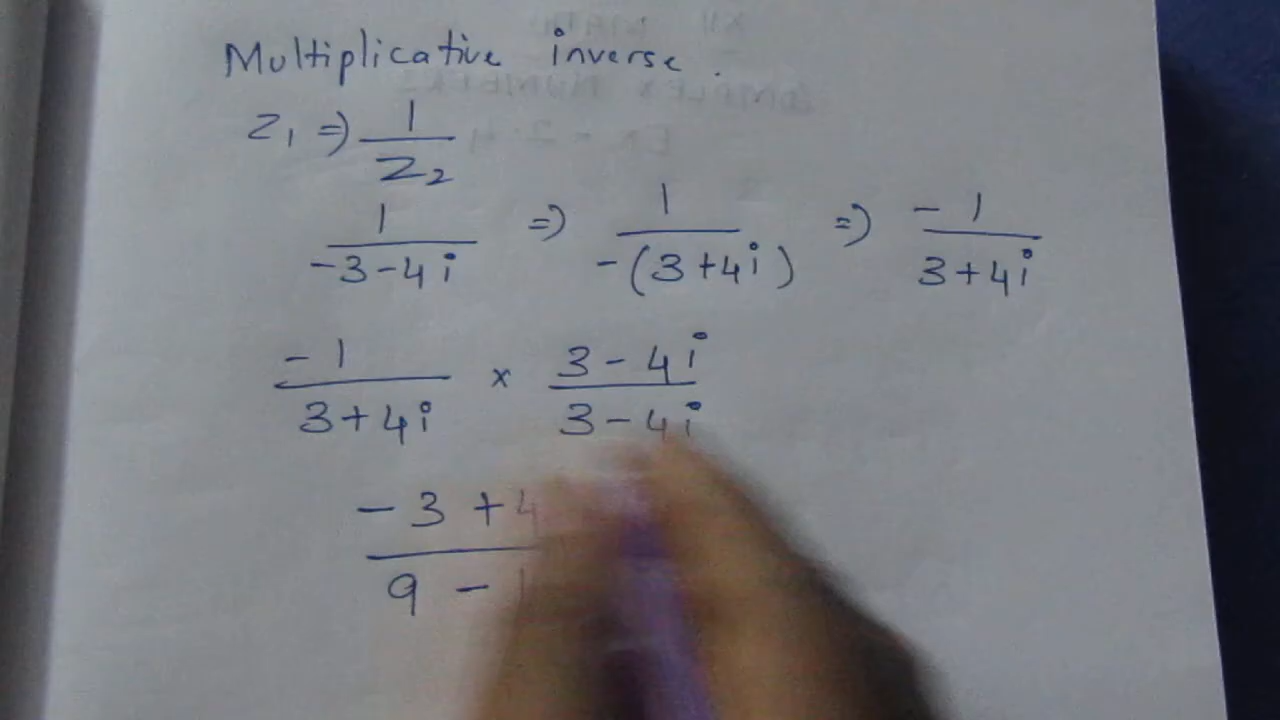 Multiplicative inverse.
Z₁ ⇒ 1/Z₂
1/(-3-4i) ⇒ 1/-(3+4i) ⇒ -1/(3+4i)
-1/(3+4i) × (3-4i)/(3-4i)
(-3+4)/(9-